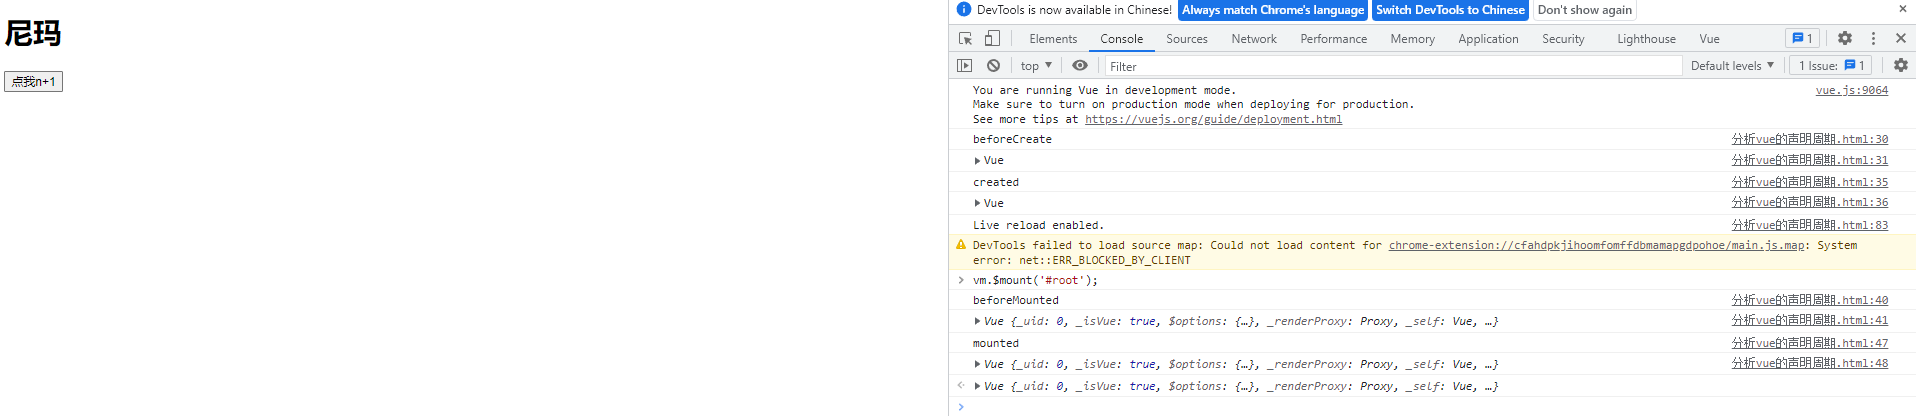 尼玛
点我n+1
DevTools is now available in Chinese! Always match Chrome's language Switch DevTools to Chinese Don't show again
Elements Console Sources Network Performance Memory Application Security Lighthouse Vue 1
top Filter Default levels 1 Issue: 1
You are running Vue in development mode. vue.js:9064
Make sure to turn on production mode when deploying for production.
See more tips at https://vuejs.org/guide/deployment.html
beforeCreate 分析vue的声明周期.html:30
Vue 分析vue的声明周期.html:31
created 分析vue的声明周期.html:35
Vue 分析vue的声明周期.html:36
Live reload enabled. 分析vue的声明周期.html:83
DevTools failed to load source map: Could not load content for chrome-extension://cfahdpkjihoomfomffdbmamapgdpohoe/main.js.map: System
error: net::ERR_BLOCKED_BY_CLIENT
vm.$mount('#root');
beforeMounted 分析vue的声明周期.html:40
Vue {_uid: 0, _isVue: true, $options: {…}, _renderProxy: Proxy, _self: Vue, …} 分析vue的声明周期.html:41
mounted 分析vue的声明周期.html:47
Vue {_uid: 0, _isVue: true, $options: {…}, _renderProxy: Proxy, _self: Vue, …} 分析vue的声明周期.html:48
Vue {_uid: 0, _isVue: true, $options: {…}, _renderProxy: Proxy, _self: Vue, …}